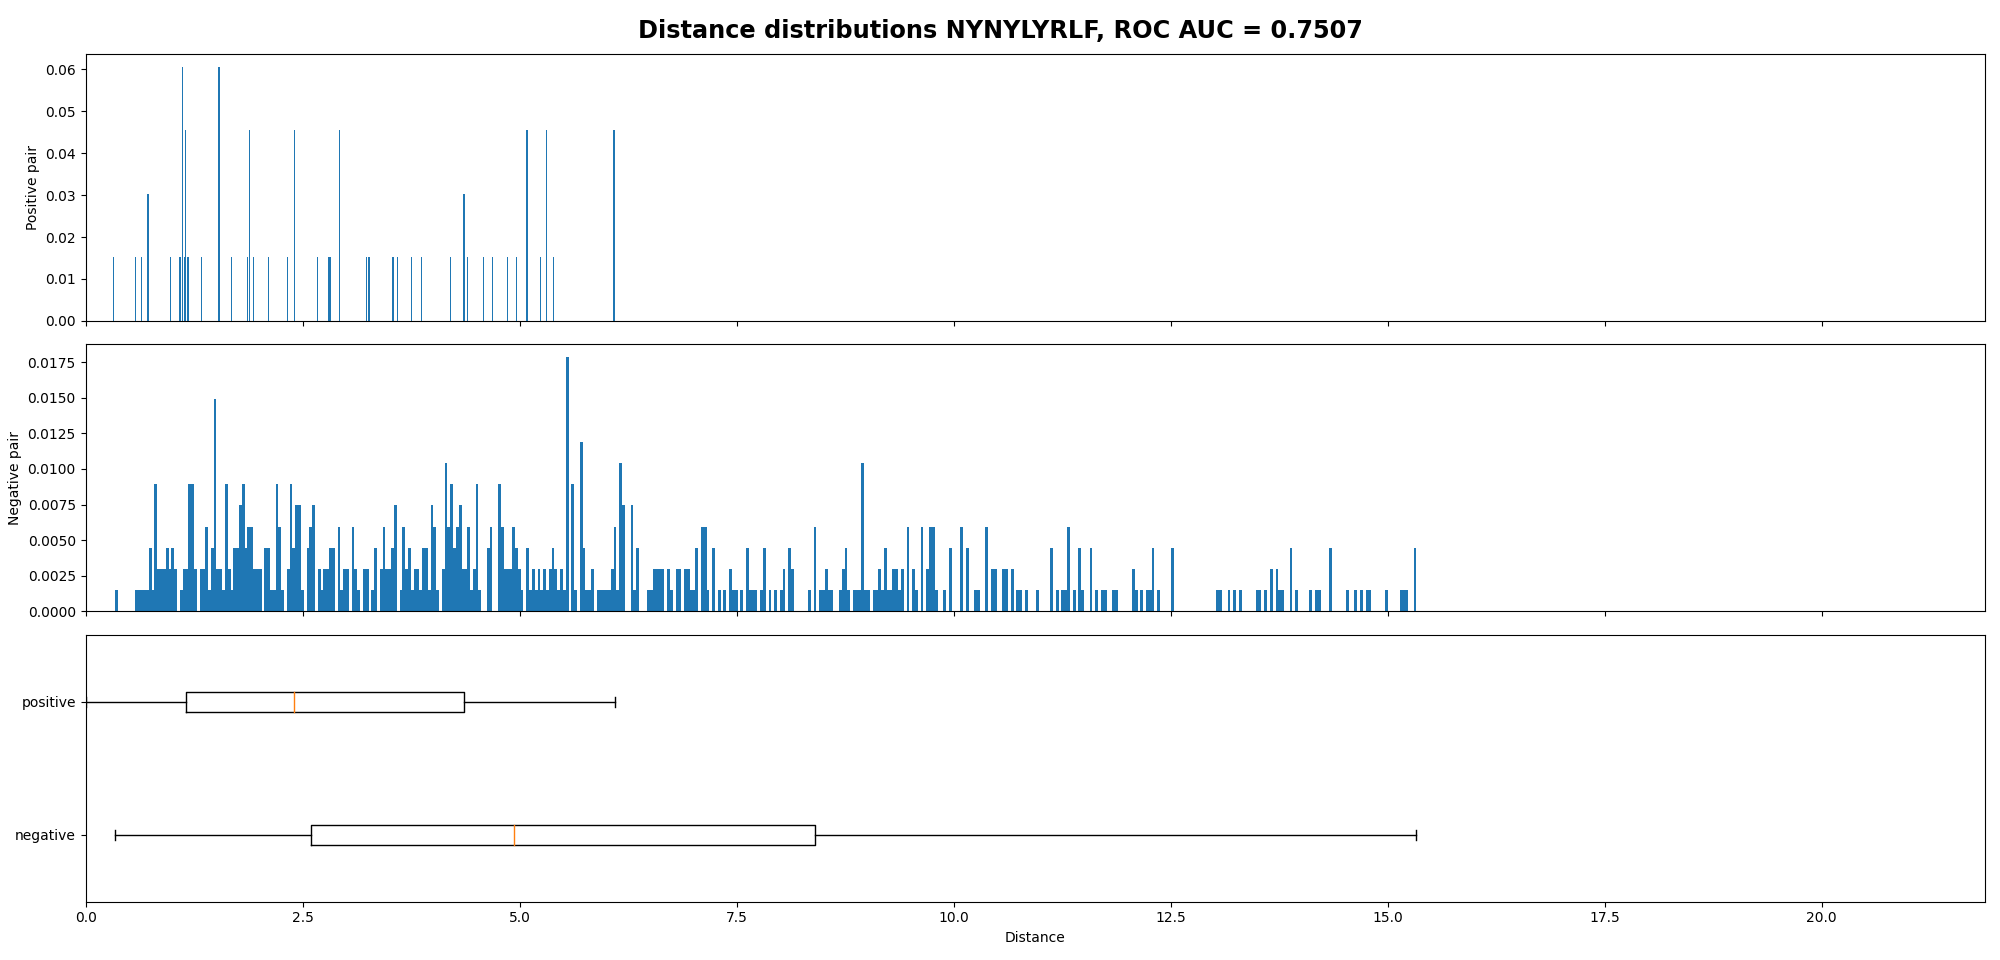 Distance distributions NYNYLYRLF, ROC AUC = 0.7507
0.06
0.05
0.04
0.03
0.02
0.01
0.00
Positive pair
0.0175
0.0150
0.0125
0.0100
0.0075
0.0050
0.0025
0.0000
Negative pair
positive
negative
0.0 2.5 5.0 7.5 10.0 12.5 15.0 17.5 20.0
Distance